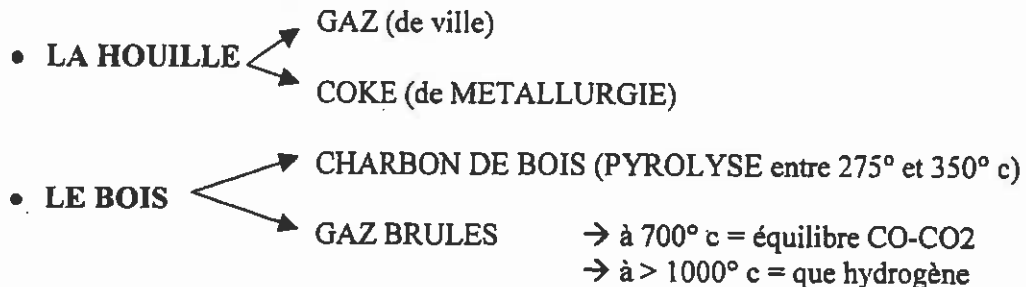 GAZ (de ville)
• LA HOUILLE
COKE (de METALLURGIE)
CHARBON DE BOIS (PYROLYSE entre 275° et 350° c)
• LE BOIS
GAZ BRULES → à 700° c = équilibre CO-CO2
→ à > 1000° c = que hydrogène